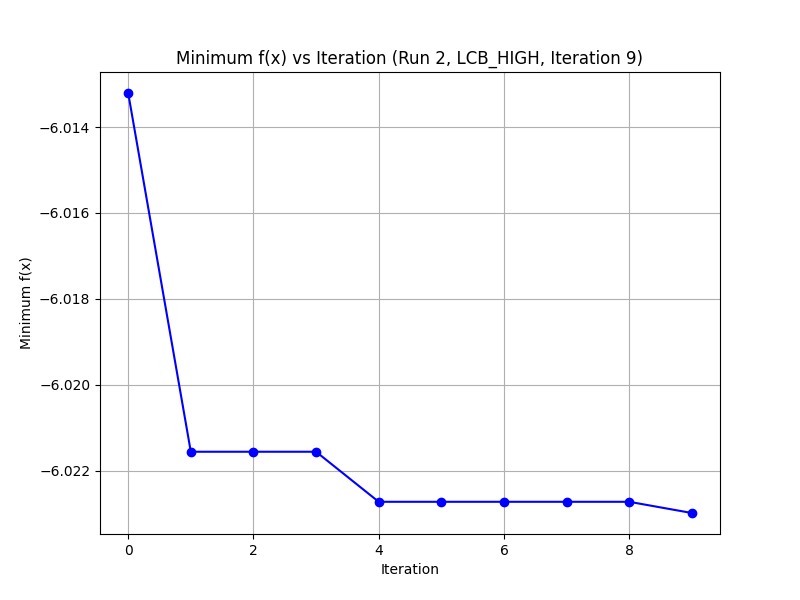 Minimum f(x) vs Iteration (Run 2, LCB_HIGH, Iteration 9)
−6.014
−6.016
−6.018
−6.020
−6.022
Minimum f(x)
0 2 4 6 8
Iteration